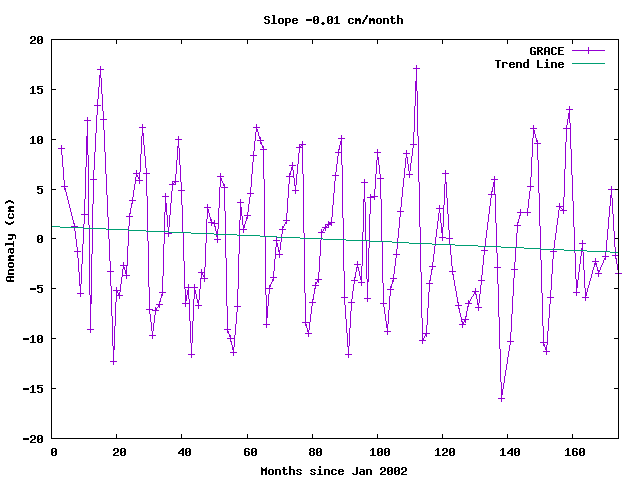 Slope -0.01 cm/month
GRACE
Trend Line
20
15
10
5
0
-5
-10
-15
-20
Anomaly (cm)
0 20 40 60 80 100 120 140 160
Months since Jan 2002